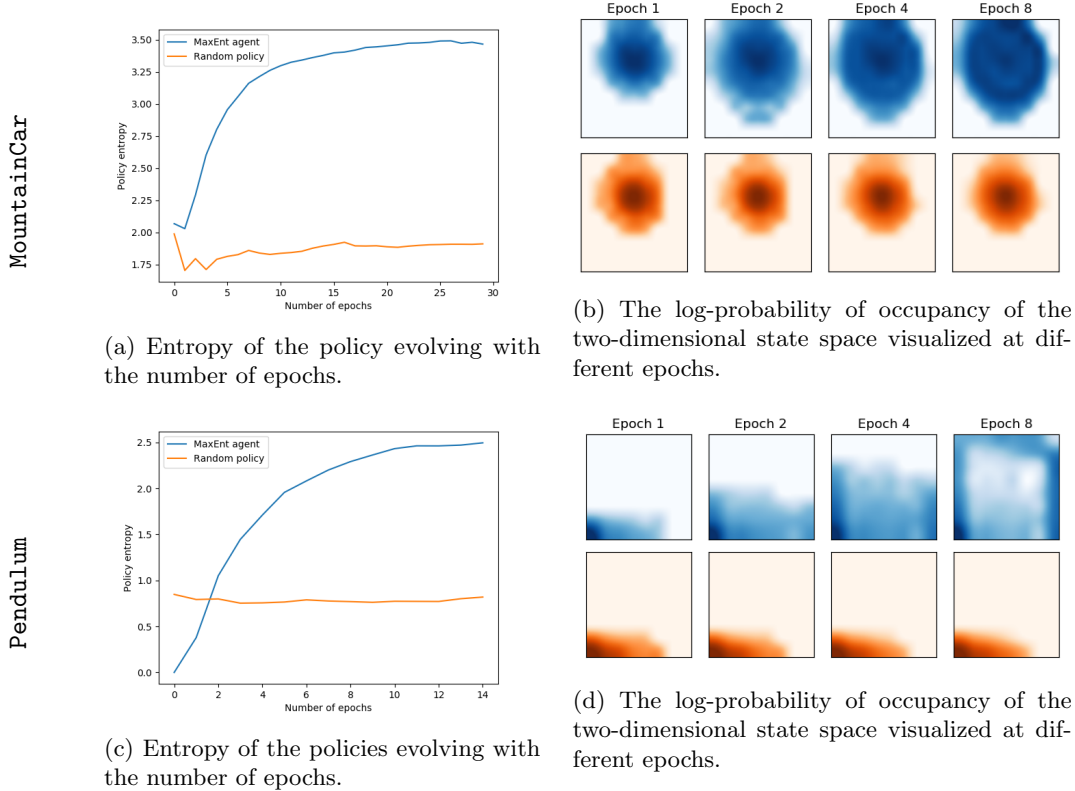 MountainCar
MaxEnt agent
Random policy
3.50
3.25
3.00
2.75
2.50
2.25
2.00
1.75
Policy entropy
0 5 10 15 20 25 30
Number of epochs
(a) Entropy of the policy evolving with
the number of epochs.
Epoch 1 Epoch 2 Epoch 4 Epoch 8
(b) The log-probability of occupancy of the
two-dimensional state space visualized at dif-
ferent epochs.
Pendulum
MaxEnt agent
Random policy
2.5
2.0
1.5
1.0
0.5
0.0
Policy entropy
0 2 4 6 8 10 12 14
Number of epochs
(c) Entropy of the policies evolving with
the number of epochs.
Epoch 1 Epoch 2 Epoch 4 Epoch 8
(d) The log-probability of occupancy of the
two-dimensional state space visualized at dif-
ferent epochs.